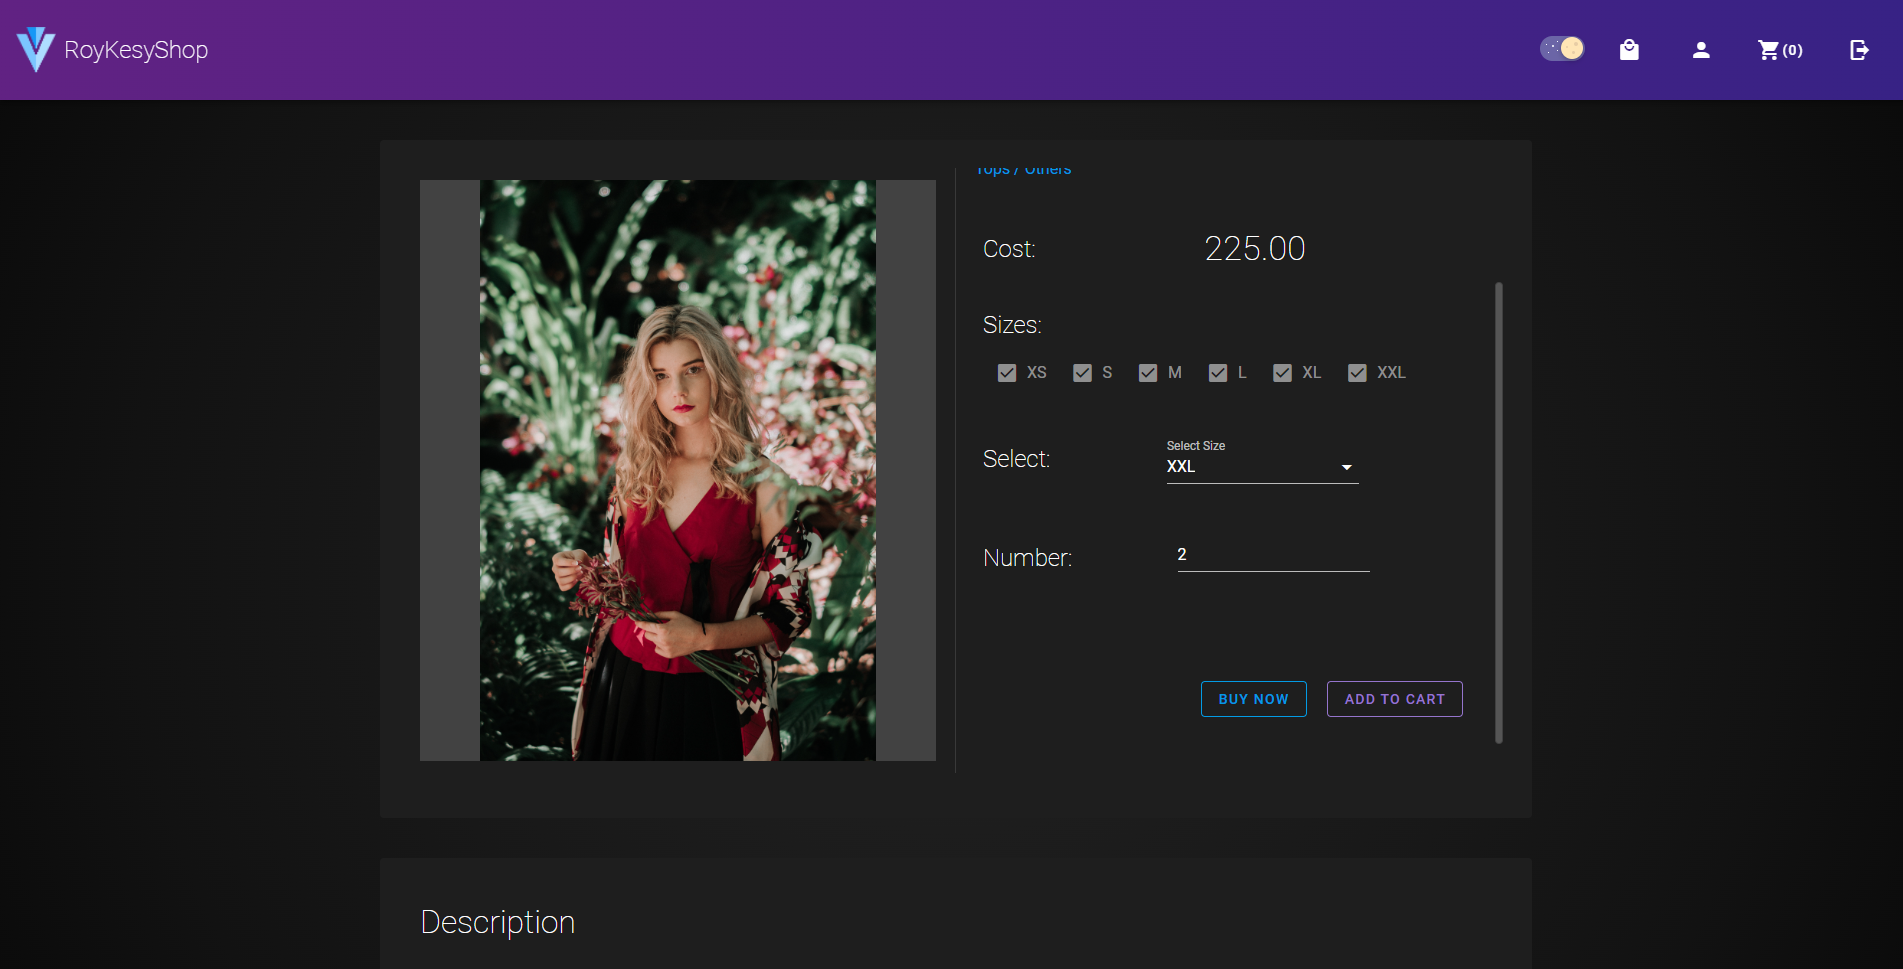 RoyKesyShop
(0)
Tops / Others
Cost: 225.00
Sizes:
XS S M L XL XXL
Select Size
Select: XXL
Number: 2
BUY NOW ADD TO CART
Description